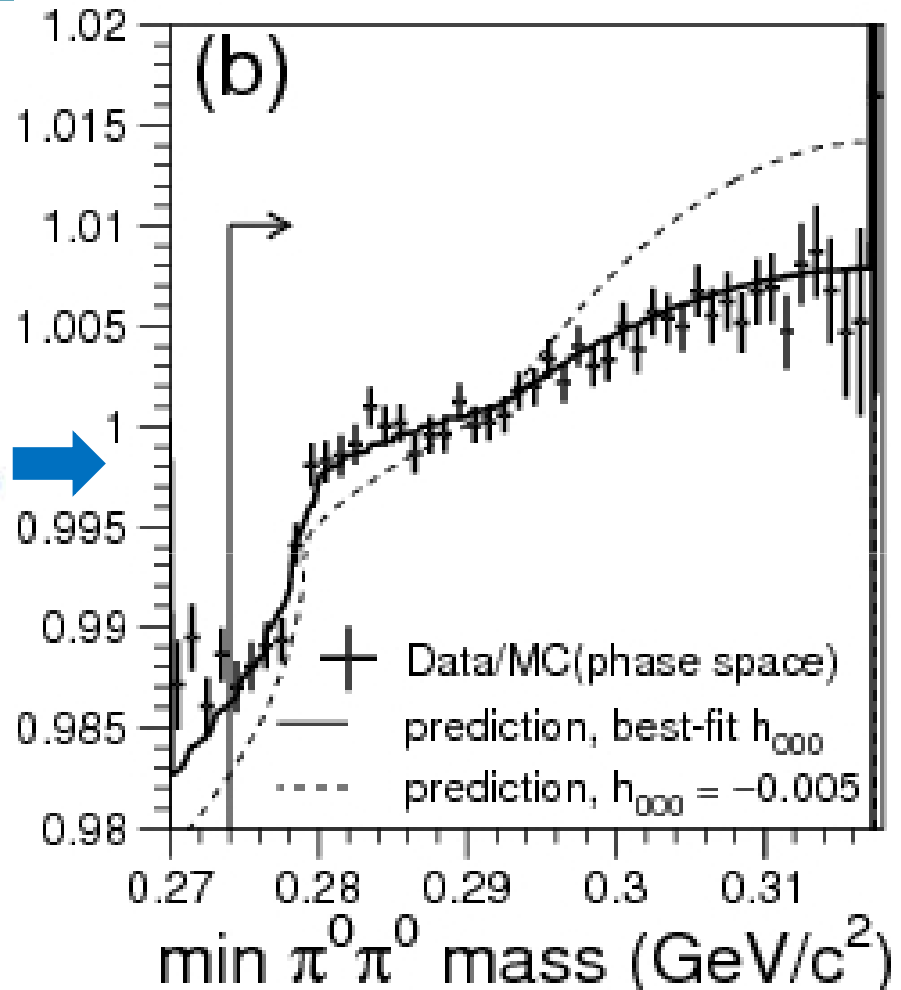 1.02
(b)
1.015
1.01
1.005
1
0.995
0.99
Data/MC(phase space)
0.985
prediction, best-fit h₀₀₀
prediction, h₀₀₀ = −0.005
0.98
0.27 0.28 0.29 0.3 0.31
min π⁰π⁰ mass (GeV/c²)